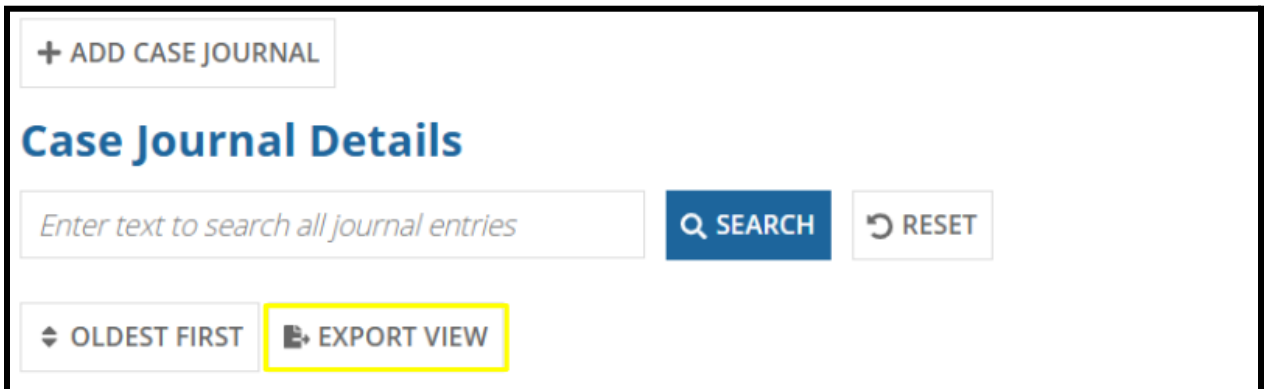 ADD CASE JOURNAL
Case Journal Details
Enter text to search all journal entries SEARCH RESET
OLDEST FIRST EXPORT VIEW